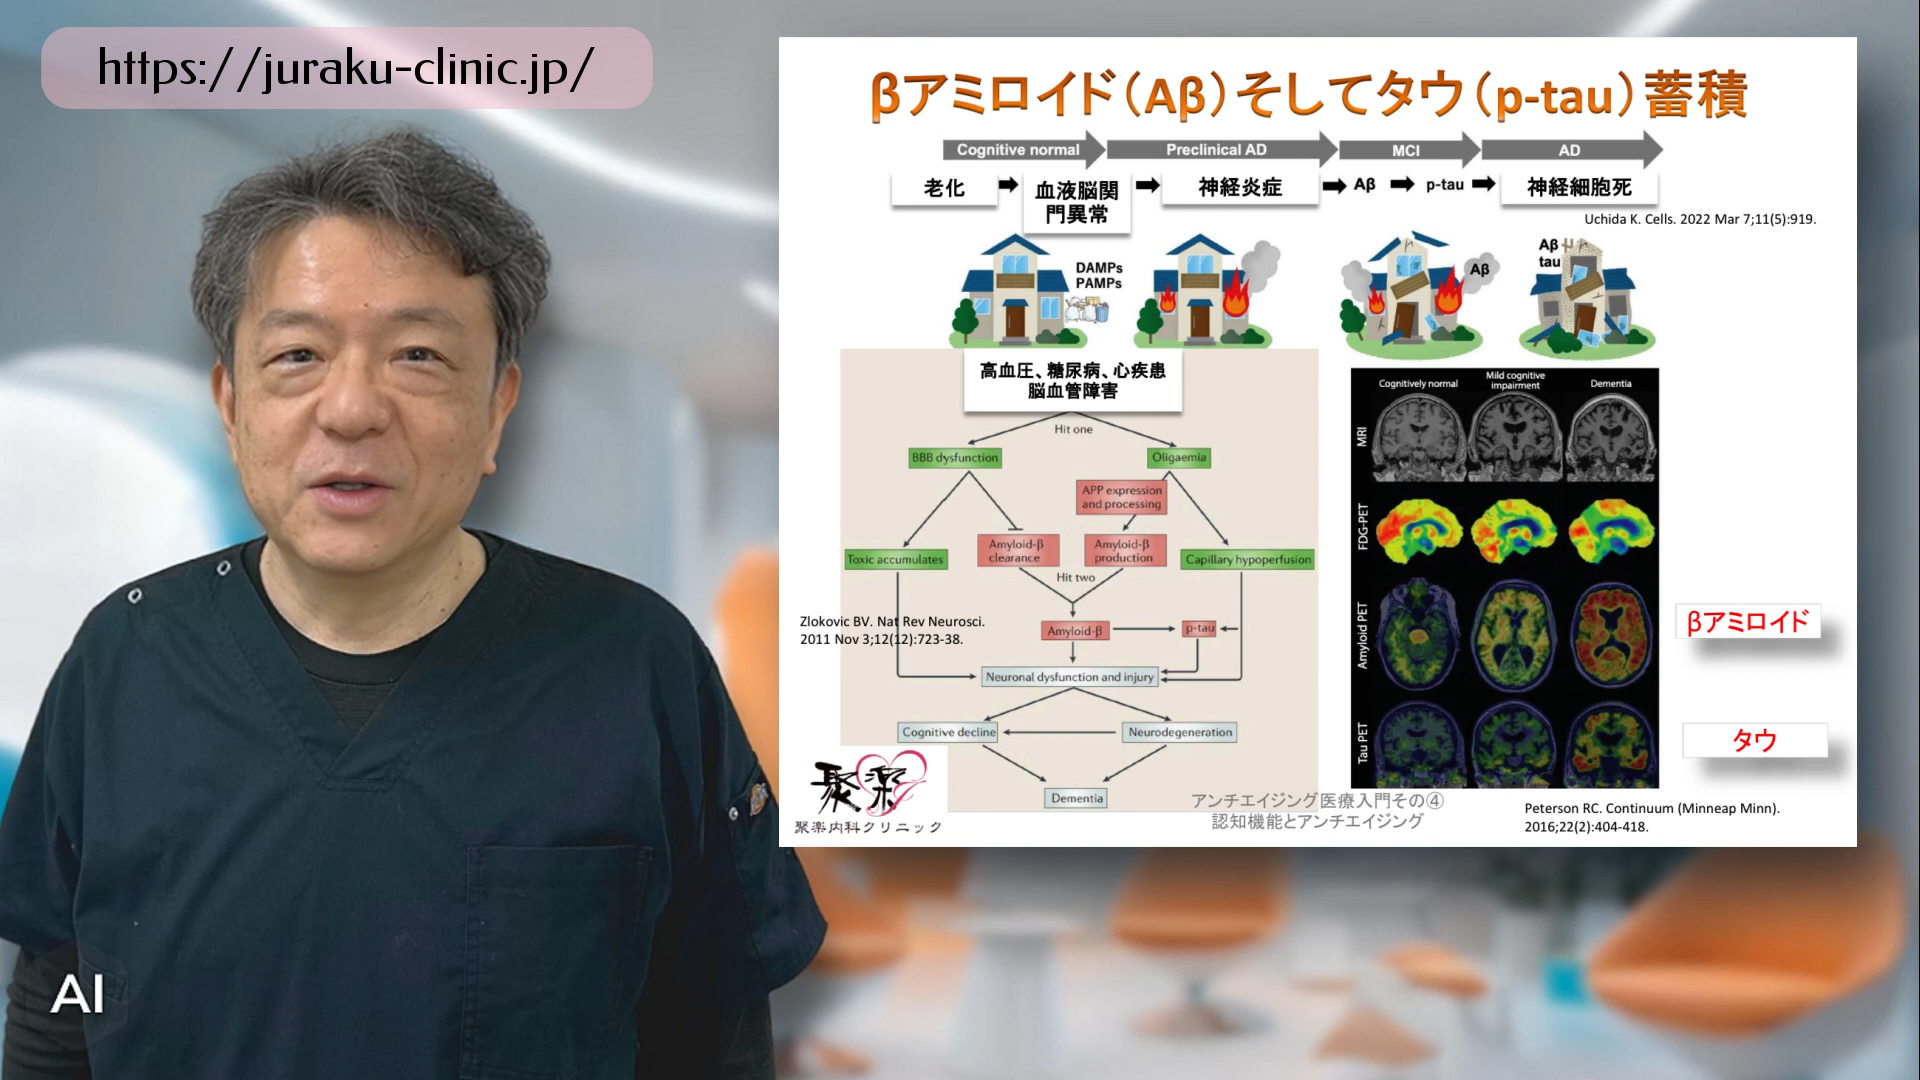 https://juraku-clinic.jp/
βアミロイド（Aβ）そしてタウ（p-tau）蓄積
Cognitive normal
Preclinical AD
MCI
AD
老化
血液脳関
門異常
神経炎症
Aβ
p-tau
神経細胞死
Uchida K. Cells. 2022 Mar 7;11(5):919.
DAMPs
PAMPs
Aβ
Aβ
tau
高血圧、糖尿病、心疾患
脳血管障害
Hit one
BBB dysfunction
Oligaemia
APP expression
and processing
Toxic accumulates
Amyloid-β
clearance
Amyloid-β
production
Capillary hypoperfusion
Hit two
Zlokovic BV. Nat Rev Neurosci.
2011 Nov 3;12(12):723-38.
Amyloid-β
p-tau
Neuronal dysfunction and injury
Cognitive decline
Neurodegeneration
Dementia
Cognitively normal
Mild cognitive
impairment
Dementia
MRI
FDG-PET
Amyloid PET
Tau PET
βアミロイド
タウ
聚楽
聚楽内科クリニック
アンチエイジング医療入門その④
認知機能とアンチエイジング
Peterson RC. Continuum (Minneap Minn).
2016;22(2):404-418.
Dickies
AI